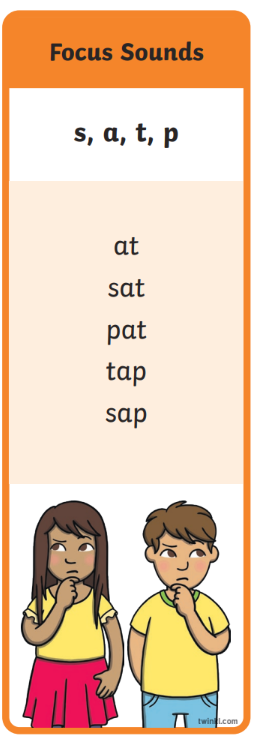 Focus Sounds
s, a, t, p
at
sat
pat
tap
sap
twinkl.com